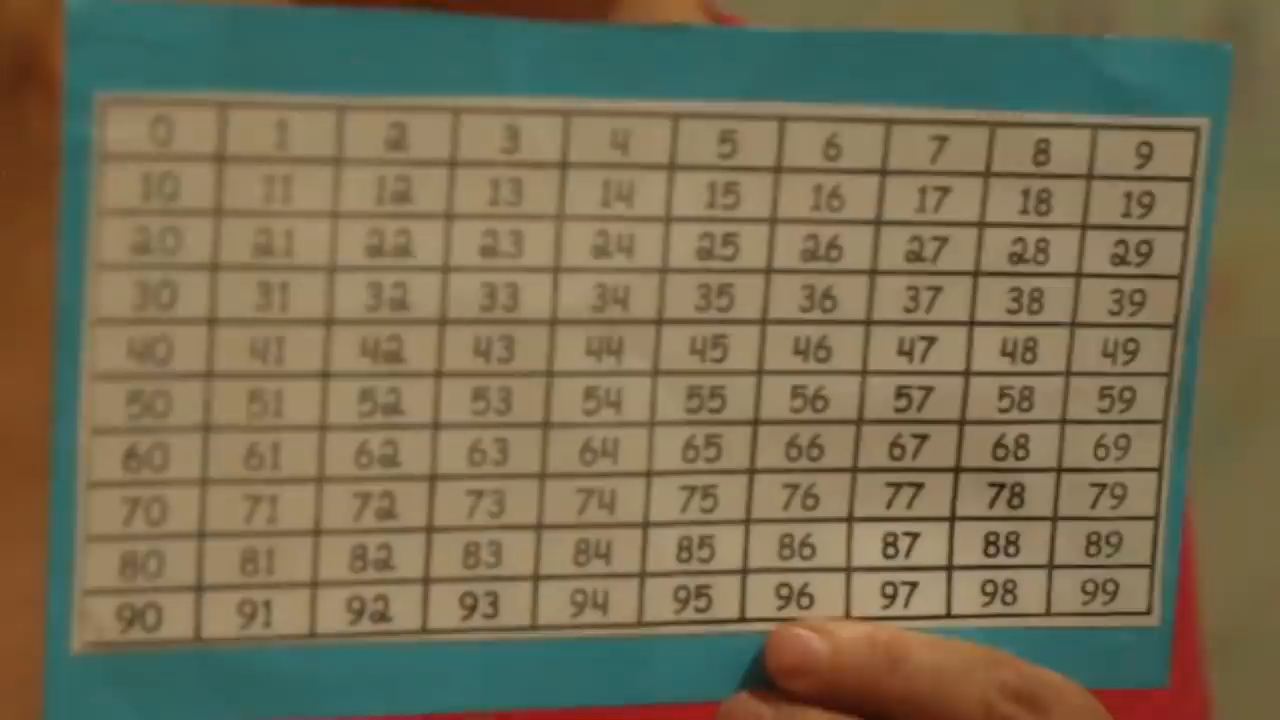 0 1 2 3 4 5 6 7 8 9
10 11 12 13 14 15 16 17 18 19
20 21 22 23 24 25 26 27 28 29
30 31 32 33 34 35 36 37 38 39
40 41 42 43 44 45 46 47 48 49
50 51 52 53 54 55 56 57 58 59
60 61 62 63 64 65 66 67 68 69
70 71 72 73 74 75 76 77 78 79
80 81 82 83 84 85 86 87 88 89
90 91 92 93 94 95 96 97 98 99